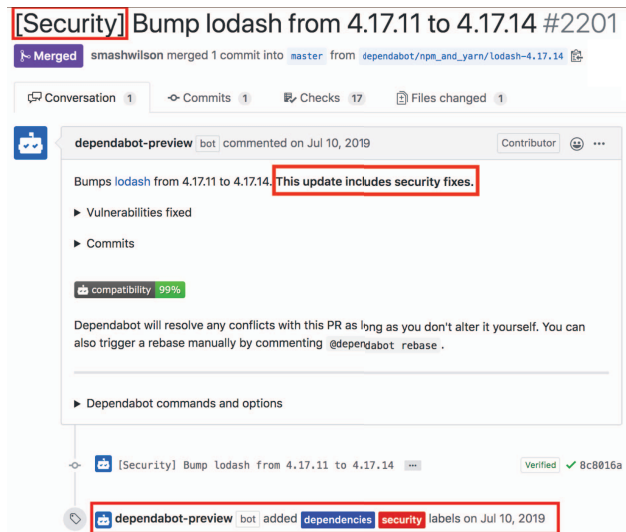 [Security] Bump lodash from 4.17.11 to 4.17.14 #2201
Merged smashwilson merged 1 commit into master from dependabot/npm_and_yarn/lodash-4.17.14
Conversation 1 Commits 1 Checks 17 Files changed 1
dependabot-preview bot commented on Jul 10, 2019 Contributor
Bumps lodash from 4.17.11 to 4.17.14. This update includes security fixes.
Vulnerabilities fixed
Commits
compatibility 99%
Dependabot will resolve any conflicts with this PR as long as you don't alter it yourself. You can
also trigger a rebase manually by commenting @dependabot rebase.
Dependabot commands and options
[Security] Bump lodash from 4.17.11 to 4.17.14 ... Verified 8c8016a
dependabot-preview bot added dependencies security labels on Jul 10, 2019